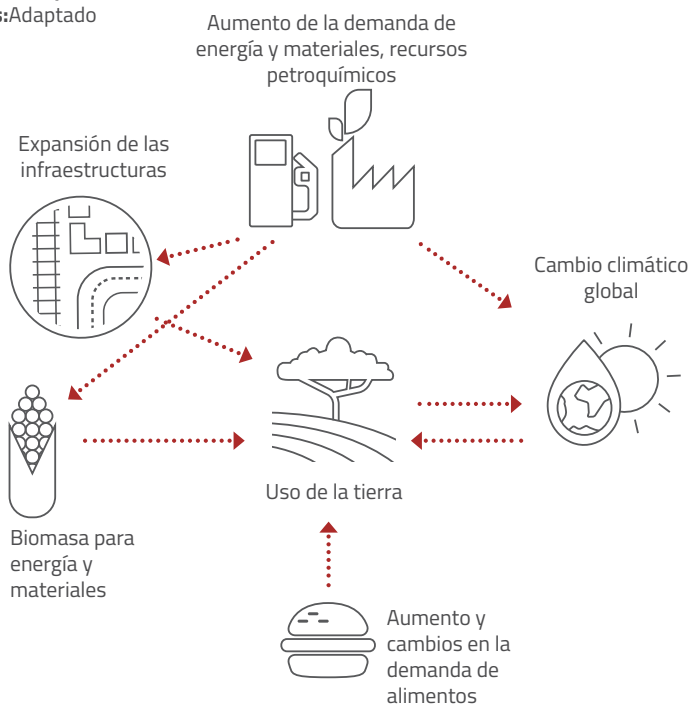 s:Adaptado
Aumento de la demanda de
energía y materiales, recursos
petroquímicos
Expansión de las
infraestructuras
Cambio climático
global
Uso de la tierra
Biomasa para
energía y
materiales
Aumento y
cambios en la
demanda de
alimentos